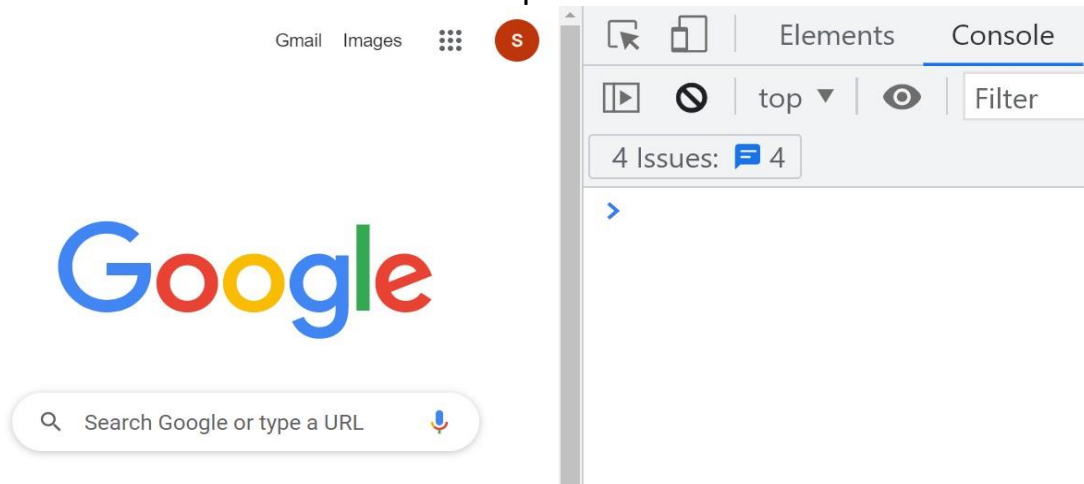 Gmail Images
S
Google
Search Google or type a URL
Elements Console
top Filter
4 Issues: 4